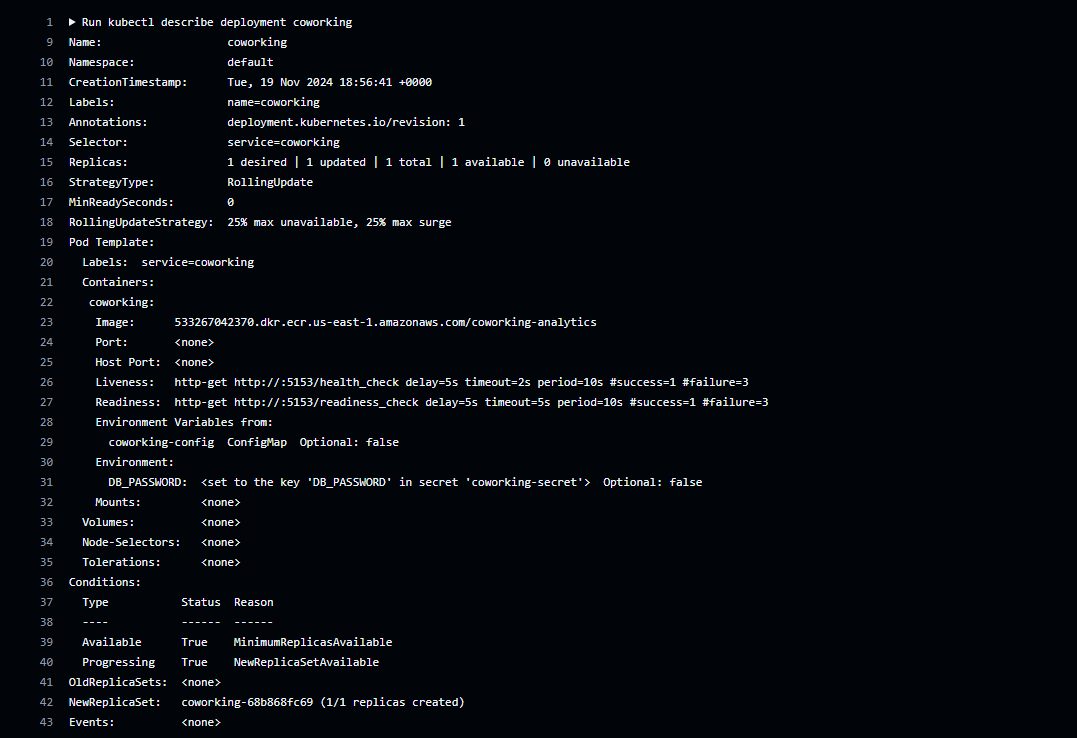 1 ▶ Run kubectl describe deployment coworking
9 Name:                   coworking
10 Namespace:              default
11 CreationTimestamp:      Tue, 19 Nov 2024 18:56:41 +0000
12 Labels:                 name=coworking
13 Annotations:            deployment.kubernetes.io/revision: 1
14 Selector:               service=coworking
15 Replicas:               1 desired | 1 updated | 1 total | 1 available | 0 unavailable
16 StrategyType:           RollingUpdate
17 MinReadySeconds:        0
18 RollingUpdateStrategy:  25% max unavailable, 25% max surge
19 Pod Template:
20   Labels:  service=coworking
21   Containers:
22    coworking:
23     Image:      533267042370.dkr.ecr.us-east-1.amazonaws.com/coworking-analytics
24     Port:       <none>
25     Host Port:  <none>
26     Liveness:   http-get http://:5153/health_check delay=5s timeout=2s period=10s #success=1 #failure=3
27     Readiness:  http-get http://:5153/readiness_check delay=5s timeout=5s period=10s #success=1 #failure=3
28     Environment Variables from:
29       coworking-config  ConfigMap  Optional: false
30     Environment:
31       DB_PASSWORD:  <set to the key 'DB_PASSWORD' in secret 'coworking-secret'>  Optional: false
32     Mounts:         <none>
33   Volumes:          <none>
34   Node-Selectors:   <none>
35   Tolerations:      <none>
36 Conditions:
37   Type           Status  Reason
38   ----           ------  ------
39   Available      True    MinimumReplicasAvailable
40   Progressing    True    NewReplicaSetAvailable
41 OldReplicaSets:  <none>
42 NewReplicaSet:   coworking-68b868fc69 (1/1 replicas created)
43 Events:          <none>